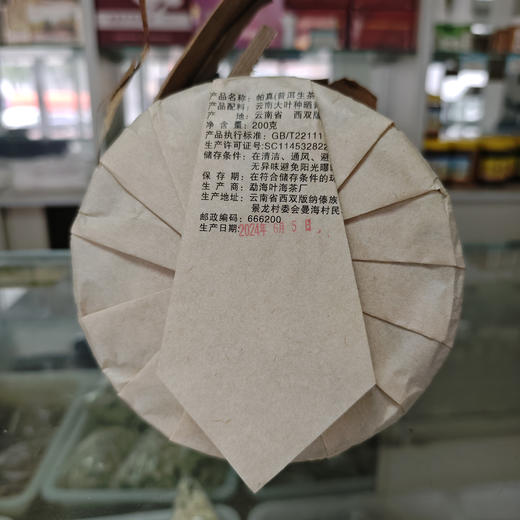 产品名称：帕真(普洱生茶
产品配料：云南大叶种晒
产　　地：云南省　西双版
净 含 量：200克
产品执行标准：GB/T22111
生产许可证号:SC114532822
储存条件：在清洁、通风、避
无异味避免阳光曝
保 存 期：在符合储存条件的
生 产 商：勐海叶海茶厂
生产地址：云南省西双版纳傣族
景龙村委会曼海村民
邮政编码：666200
生产日期:2024年6月5日